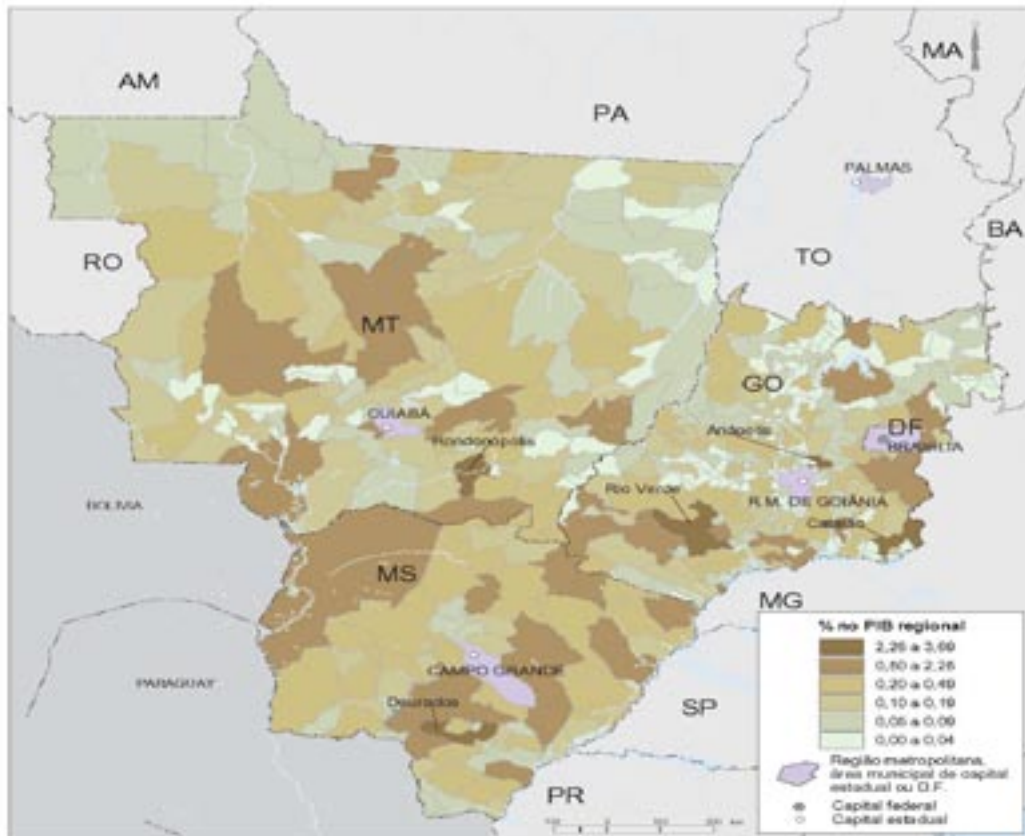 MA
AM
PA
PALMAS
BA
RO
TO
MT
GO
CUIABÁ
DF
BRASÍLIA
Rondonópolis
Anápolis
BOLIVIA
Rio Verde
R.M. DE GOIÂNIA
Catalão
MS
MG
CAMPO GRANDE
PARAGUAY
Dourados
SP
PR
% no PIB regional
2,26 a 3,69
0,50 a 2,25
0,20 a 0,49
0,10 a 0,19
0,05 a 0,09
0,00 a 0,04
Região metropolitana,
área municipal de capital
estadual ou D.F.
Capital federal
Capital estadual